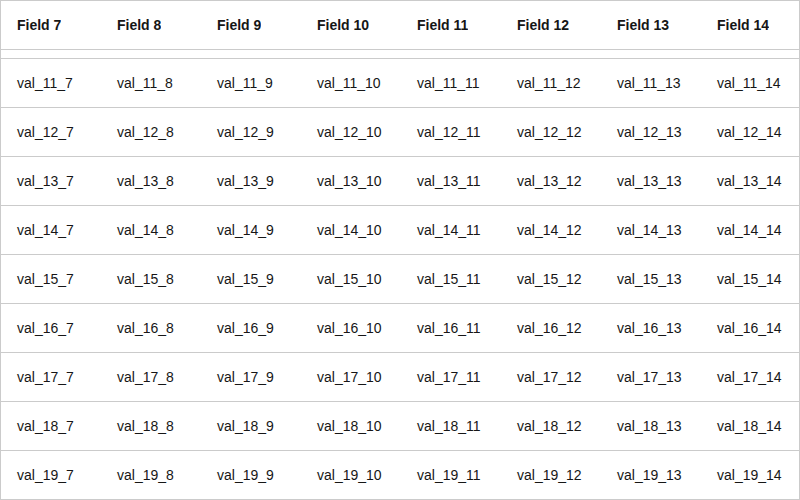 Field 7 Field 8 Field 9 Field 10 Field 11 Field 12 Field 13 Field 14
val_11_7 val_11_8 val_11_9 val_11_10 val_11_11 val_11_12 val_11_13 val_11_14
val_12_7 val_12_8 val_12_9 val_12_10 val_12_11 val_12_12 val_12_13 val_12_14
val_13_7 val_13_8 val_13_9 val_13_10 val_13_11 val_13_12 val_13_13 val_13_14
val_14_7 val_14_8 val_14_9 val_14_10 val_14_11 val_14_12 val_14_13 val_14_14
val_15_7 val_15_8 val_15_9 val_15_10 val_15_11 val_15_12 val_15_13 val_15_14
val_16_7 val_16_8 val_16_9 val_16_10 val_16_11 val_16_12 val_16_13 val_16_14
val_17_7 val_17_8 val_17_9 val_17_10 val_17_11 val_17_12 val_17_13 val_17_14
val_18_7 val_18_8 val_18_9 val_18_10 val_18_11 val_18_12 val_18_13 val_18_14
val_19_7 val_19_8 val_19_9 val_19_10 val_19_11 val_19_12 val_19_13 val_19_14